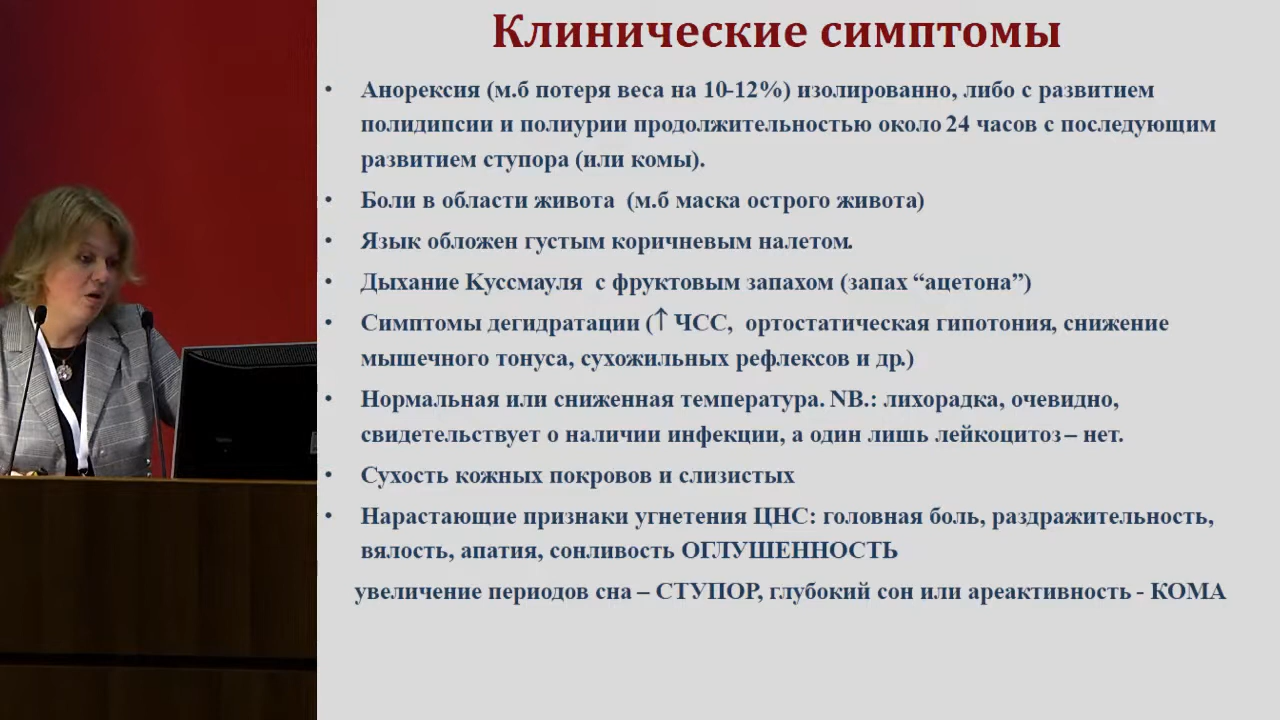 Клинические симптомы
• Анорексия (м.б потеря веса на 10-12%) изолированно, либо с развитием
полидипсии и полиурии продолжительностью около 24 часов с последующим
развитием ступора (или комы).
• Боли в области живота (м.б маска острого живота)
• Язык обложен густым коричневым налетом.
• Дыхание Куссмауля с фруктовым запахом (запах “ацетона”)
• Симптомы дегидратации (↑ ЧСС, ортостатическая гипотония, снижение
мышечного тонуса, сухожильных рефлексов и др.)
• Нормальная или сниженная температура. NB.: лихорадка, очевидно,
свидетельствует о наличии инфекции, а один лишь лейкоцитоз – нет.
• Сухость кожных покровов и слизистых
• Нарастающие признаки угнетения ЦНС: головная боль, раздражительность,
вялость, апатия, сонливость ОГЛУШЕННОСТЬ
увеличение периодов сна – СТУПОР, глубокий сон или ареактивность - КОМА